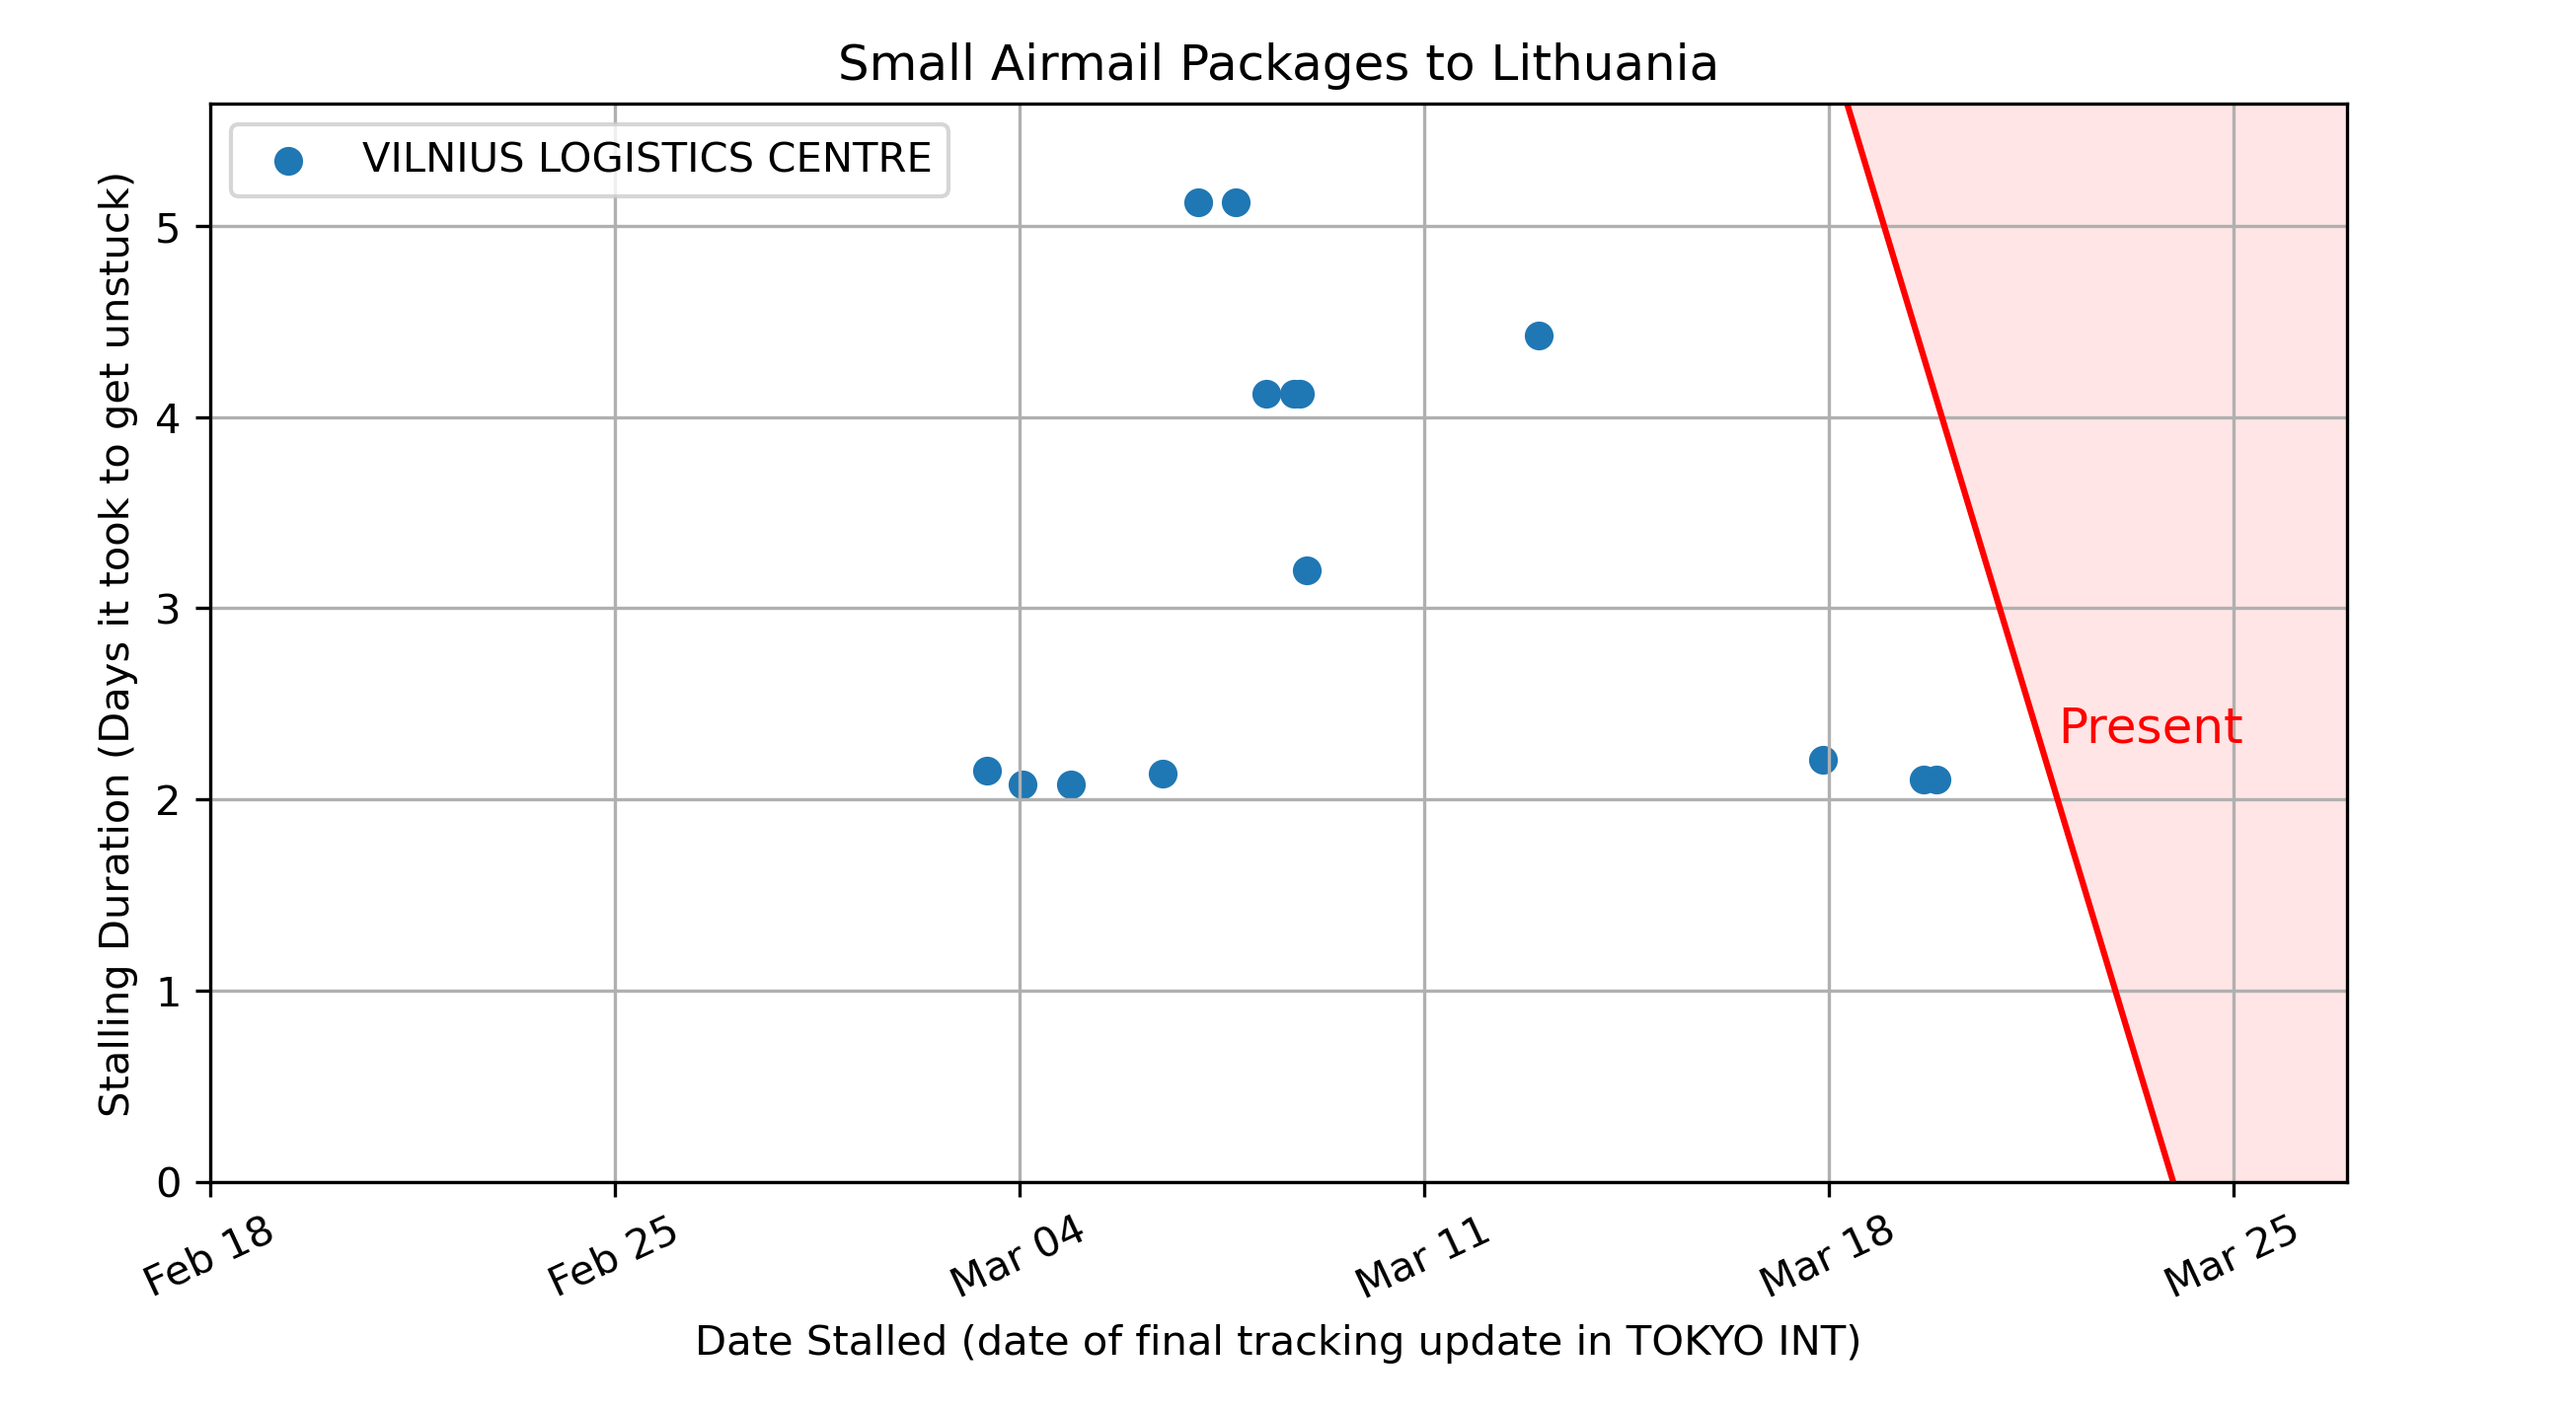 Small Airmail Packages to Lithuania
VILNIUS LOGISTICS CENTRE
Stalling Duration (Days it took to get unstuck)
5
4
3
2
1
0
Present
Feb 18
Feb 25
Mar 04
Mar 11
Mar 18
Mar 25
Date Stalled (date of final tracking update in TOKYO INT)